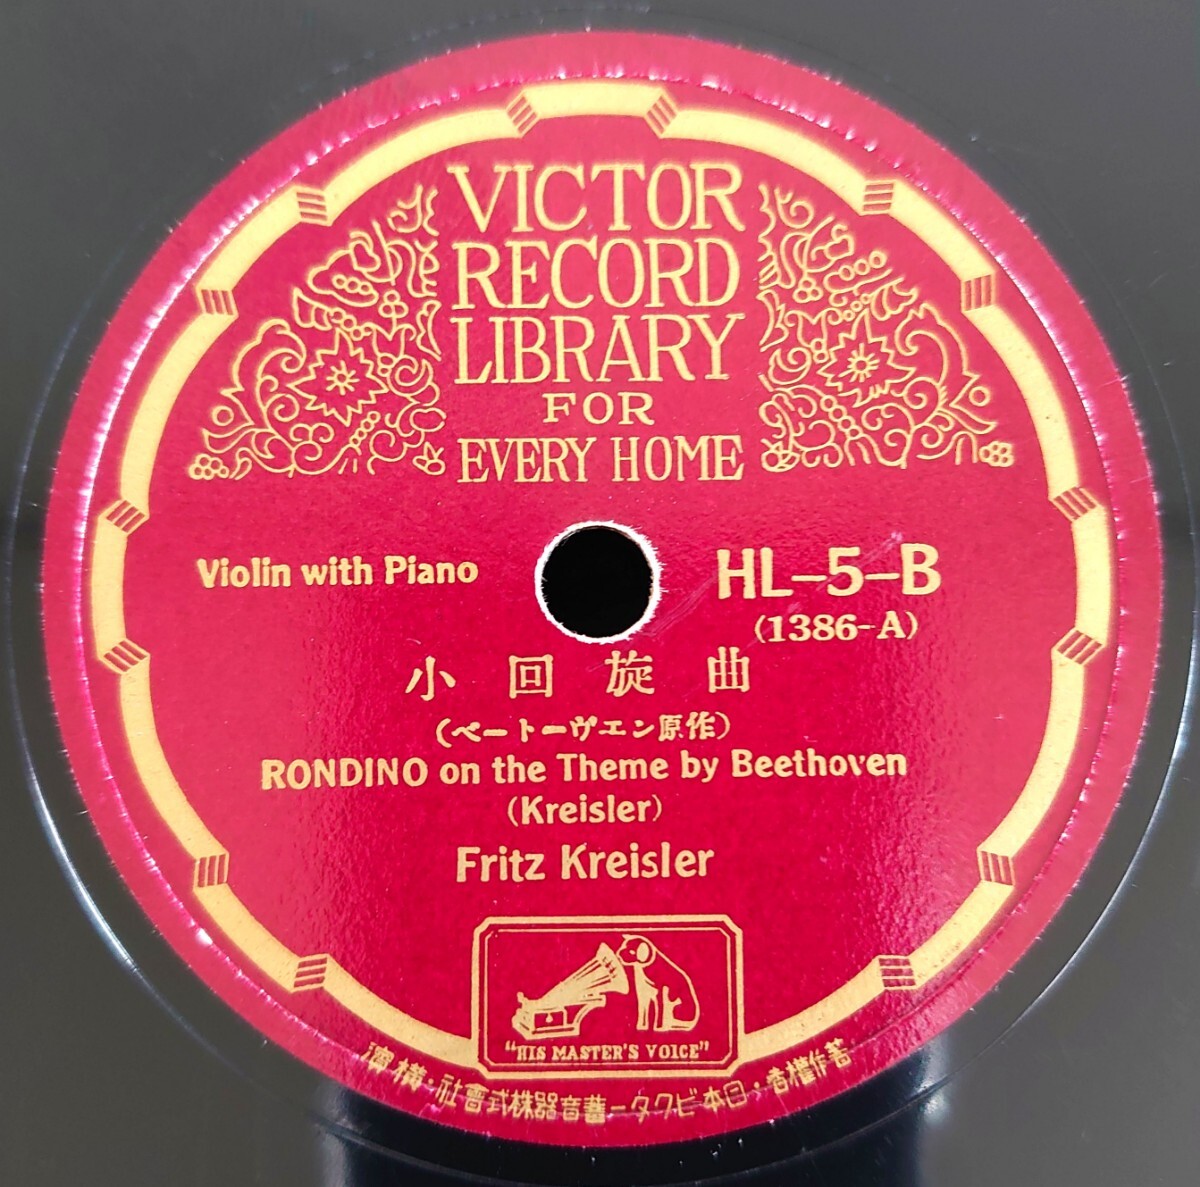 VICTOR
RECORD
LIBRARY
FOR
EVERY HOME
Violin with Piano
HL-5-B
(1386-A)
小回旋曲
(ベートーヴエン原作)
RONDINO on the Theme by Beethoven
(Kreisler)
Fritz Kreisler
"HIS MASTER'S VOICE"
著作權者・日本ビクター蓄音器株式會社・橫濱